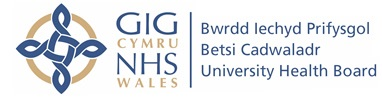 GIG
CYMRU
NHS
WALES
Bwrdd Iechyd Prifysgol
Betsi Cadwaladr
University Health Board